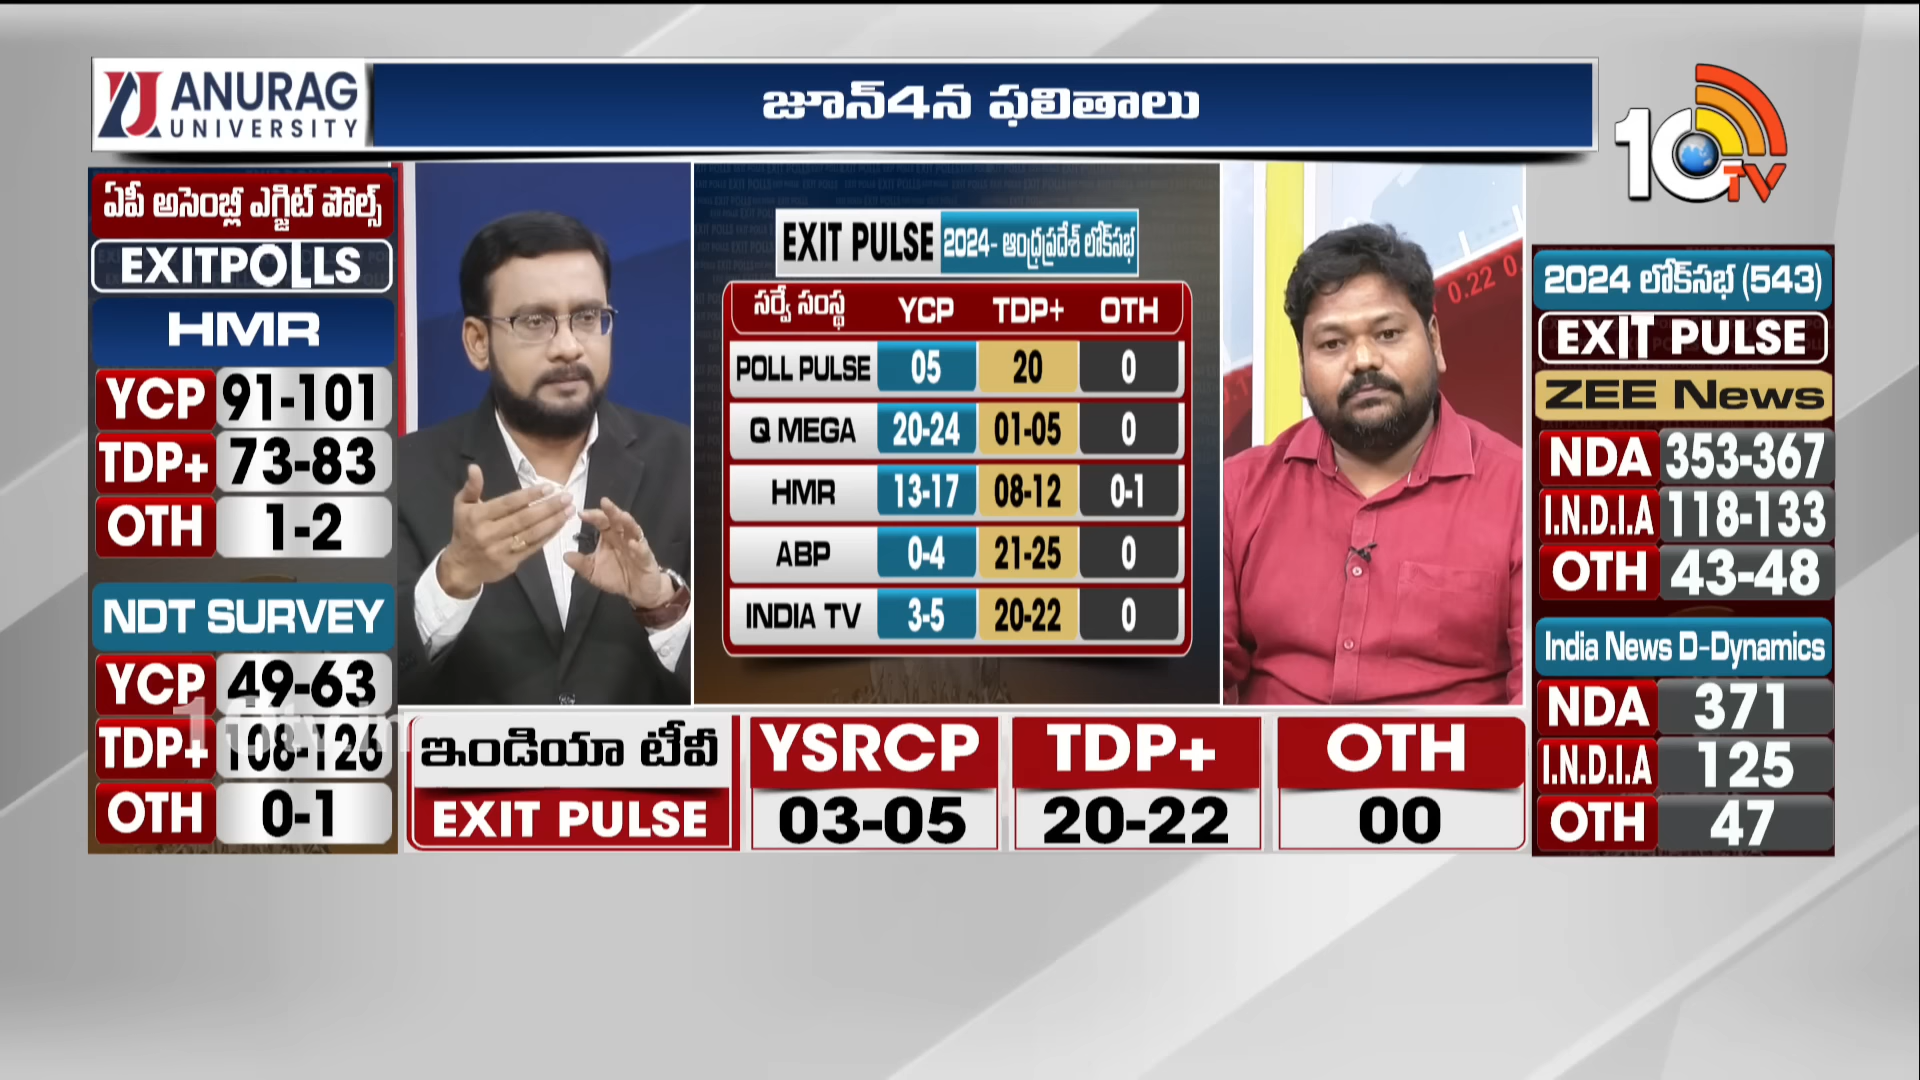 ANURAG
UNIVERSITY
జూన్4న ఫలితాలు
10TV
ఏపీ అసెంబ్లీ ఎగ్జిట్ పోల్స్
EXITPOLLS
HMR
YCP 91-101
TDP+ 73-83
OTH 1-2
NDT SURVEY
YCP 49-63
TDP+ 108-126
OTH 0-1
EXIT PULSE 2024- ఆంధ్రప్రదేశ్ లోక్‌సభ
సర్వే సంస్థ YCP TDP+ OTH
POLL PULSE 05 20 0
Q MEGA 20-24 01-05 0
HMR 13-17 08-12 0-1
ABP 0-4 21-25 0
INDIA TV 3-5 20-22 0
0.22 0.
ఇండియా టీవీ YSRCP TDP+ OTH
EXIT PULSE 03-05 20-22 00
2024 లోక్‌సభ (543)
EXIT PULSE
ZEE News
NDA 353-367
I.N.D.I.A 118-133
OTH 43-48
India News D-Dynamics
NDA 371
I.N.D.I.A 125
OTH 47